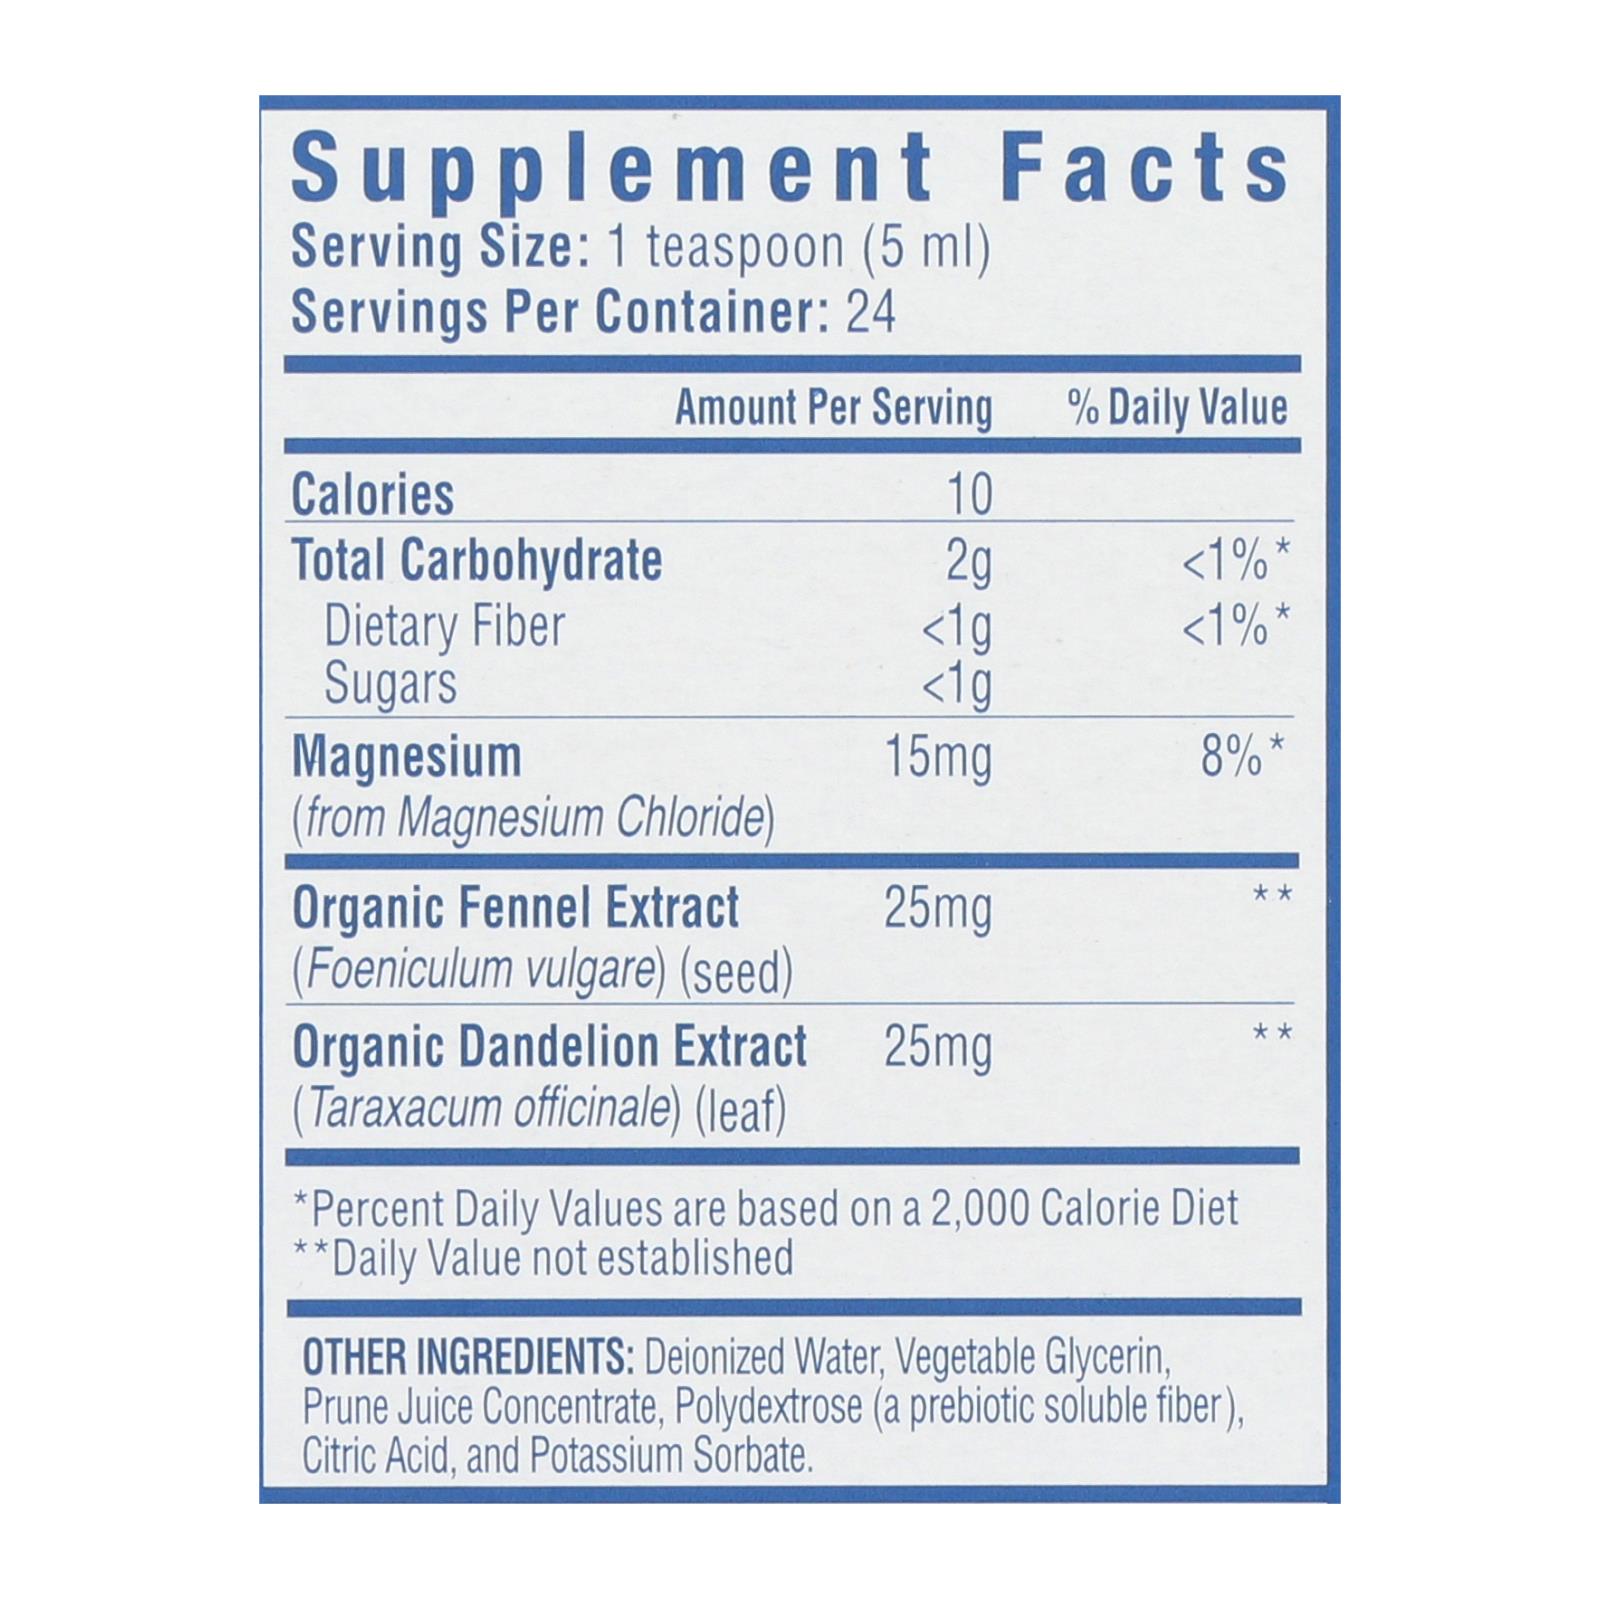 Supplement Facts
Serving Size: 1 teaspoon (5 ml)
Servings Per Container: 24
Amount Per Serving % Daily Value
Calories 10
Total Carbohydrate 2g <1%*
Dietary Fiber <1g <1%*
Sugars <1g
Magnesium 15mg 8%*
(from Magnesium Chloride)
Organic Fennel Extract 25mg **
(Foeniculum vulgare) (seed)
Organic Dandelion Extract 25mg **
(Taraxacum officinale) (leaf)
*Percent Daily Values are based on a 2,000 Calorie Diet
**Daily Value not established
OTHER INGREDIENTS: Deionized Water, Vegetable Glycerin,
Prune Juice Concentrate, Polydextrose (a prebiotic soluble fiber),
Citric Acid, and Potassium Sorbate.